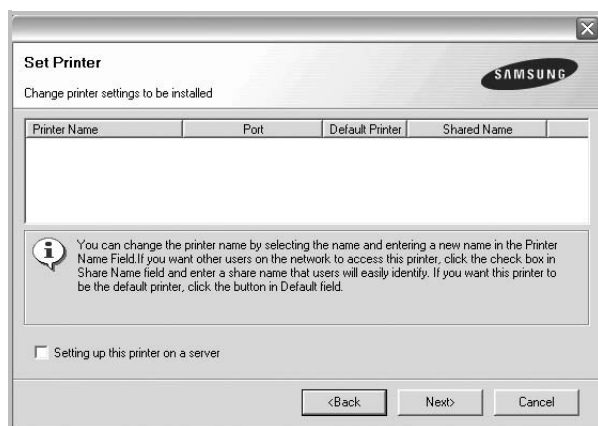 Set Printer
SAMSUNG
Change printer settings to be installed
Printer Name Port Default Printer Shared Name
You can change the printer name by selecting the name and entering a new name in the Printer
Name Field.If you want other users on the network to access this printer, click the check box in
Share Name field and enter a share name that users will easily identify. If you want this printer to
be the default printer, click the button in Default field.
Setting up this printer on a server
<Back Next> Cancel